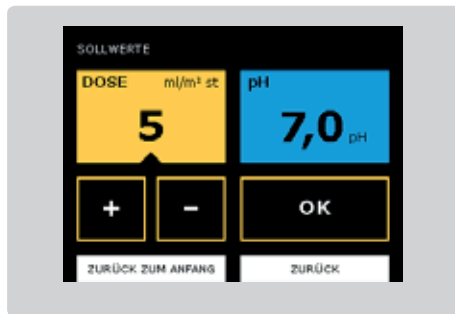 SOLLWERTE
DOSE ml/m³ st pH
5 7,0 pH
+ - OK
ZURÜCK ZUM ANFANG ZURÜCK